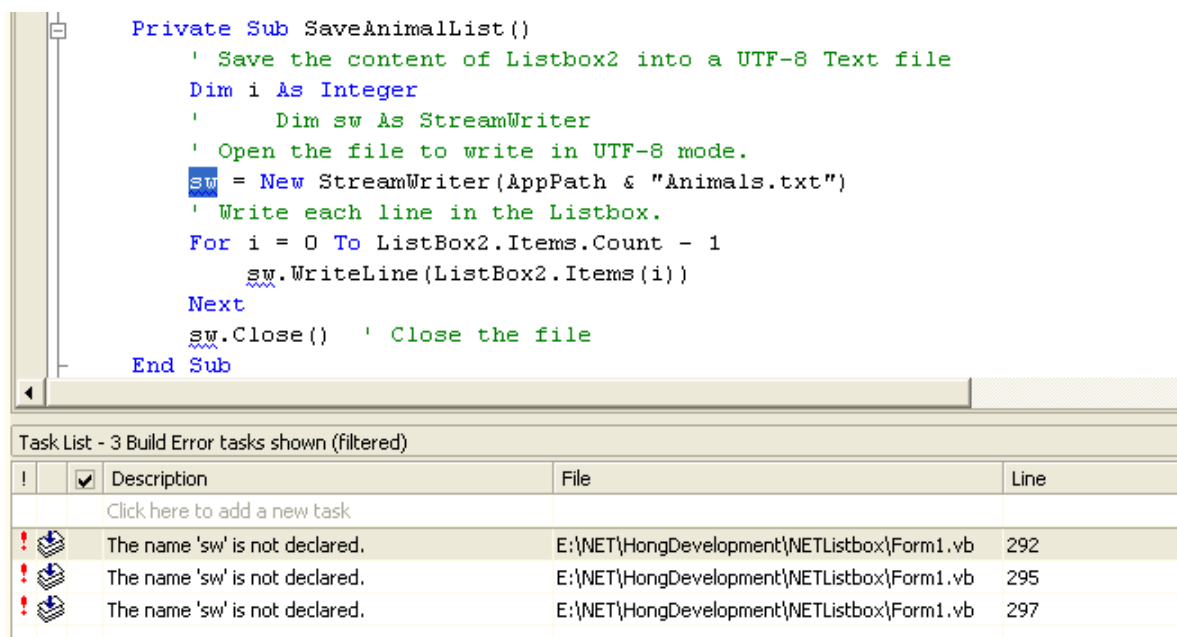 Private Sub SaveAnimalList()
' Save the content of Listbox2 into a UTF-8 Text file
Dim i As Integer
'     Dim sw As StreamWriter
' Open the file to write in UTF-8 mode.
sw = New StreamWriter(AppPath & "Animals.txt")
' Write each line in the Listbox.
For i = 0 To ListBox2.Items.Count - 1
sw.WriteLine(ListBox2.Items(i))
Next
sw.Close()  ' Close the file
End Sub
Task List - 3 Build Error tasks shown (filtered)
! Description File Line
Click here to add a new task
! The name 'sw' is not declared. E:\NET\HongDevelopment\NETListbox\Form1.vb 292
! The name 'sw' is not declared. E:\NET\HongDevelopment\NETListbox\Form1.vb 295
! The name 'sw' is not declared. E:\NET\HongDevelopment\NETListbox\Form1.vb 297